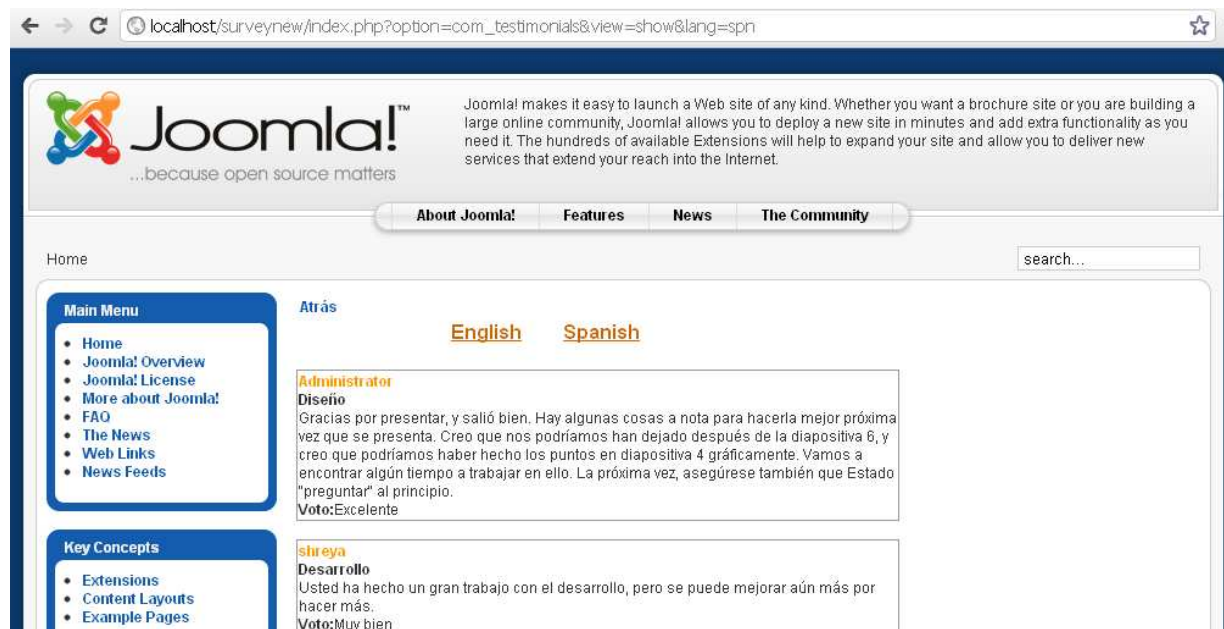 localhost/surveynew/index.php?option=com_testimonials&view=show&lang=spn
Joomla!™
...because open source matters
Joomla! makes it easy to launch a Web site of any kind. Whether you want a brochure site or you are building a
large online community, Joomla! allows you to deploy a new site in minutes and add extra functionality as you
need it. The hundreds of available Extensions will help to expand your site and allow you to deliver new
services that extend your reach into the Internet.
About Joomla! Features News The Community
Home
search...
Main Menu
Home
Joomla! Overview
Joomla! License
More about Joomla!
FAQ
The News
Web Links
News Feeds
Key Concepts
Extensions
Content Layouts
Example Pages
Atrás
English Spanish
Administrator
Diseño
Gracias por presentar, y salió bien. Hay algunas cosas a nota para hacerla mejor próxima
vez que se presenta. Creo que nos podríamos han dejado después de la diapositiva 6, y
creo que podríamos haber hecho los puntos en diapositiva 4 gráficamente. Vamos a
encontrar algún tiempo a trabajar en ello. La próxima vez, asegúrese también que Estado
"preguntar" al principio.
Voto:Excelente
shreya
Desarrollo
Usted ha hecho un gran trabajo con el desarrollo, pero se puede mejorar aún más por
hacer más.
Voto:Muy bien